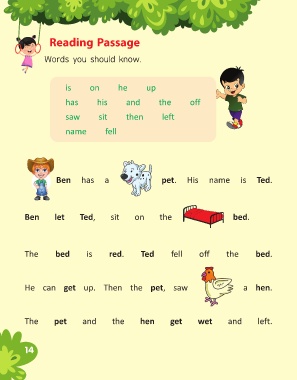 Reading Passage
Words you should know.
is on he up
has his and the off
saw sit then left
name fell
Ben has a pet. His name is Ted.
Ben let Ted, sit on the bed.
The bed is red. Ted fell off the bed.
He can get up. Then the pet, saw a hen.
The pet and the hen get wet and left.
14